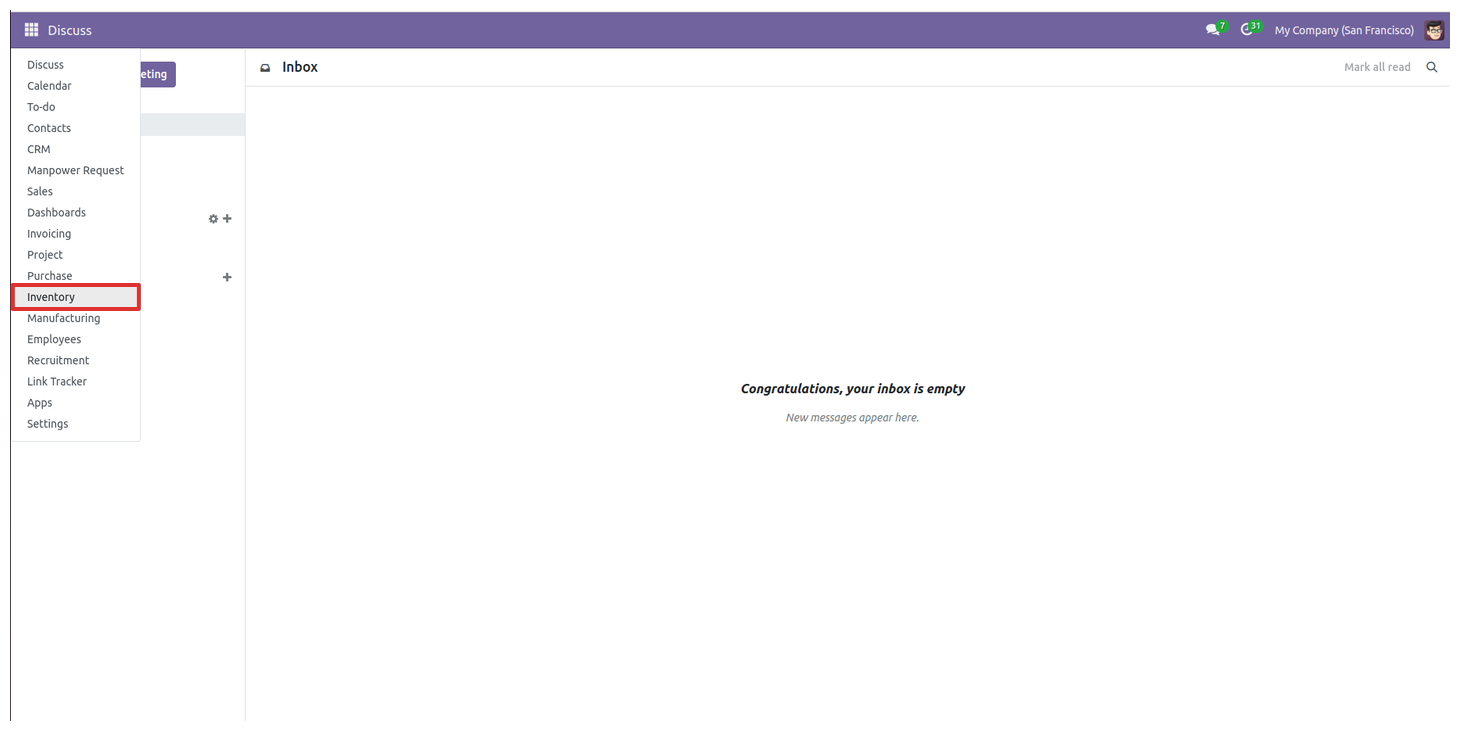 Discuss
7
31
My Company (San Francisco)
Discuss
Calendar
To-do
Contacts
CRM
Manpower Request
Sales
Dashboards
Invoicing
Project
Purchase
Inventory
Manufacturing
Employees
Recruitment
Link Tracker
Apps
Settings
eting
Inbox
Mark all read
Congratulations, your inbox is empty
New messages appear here.